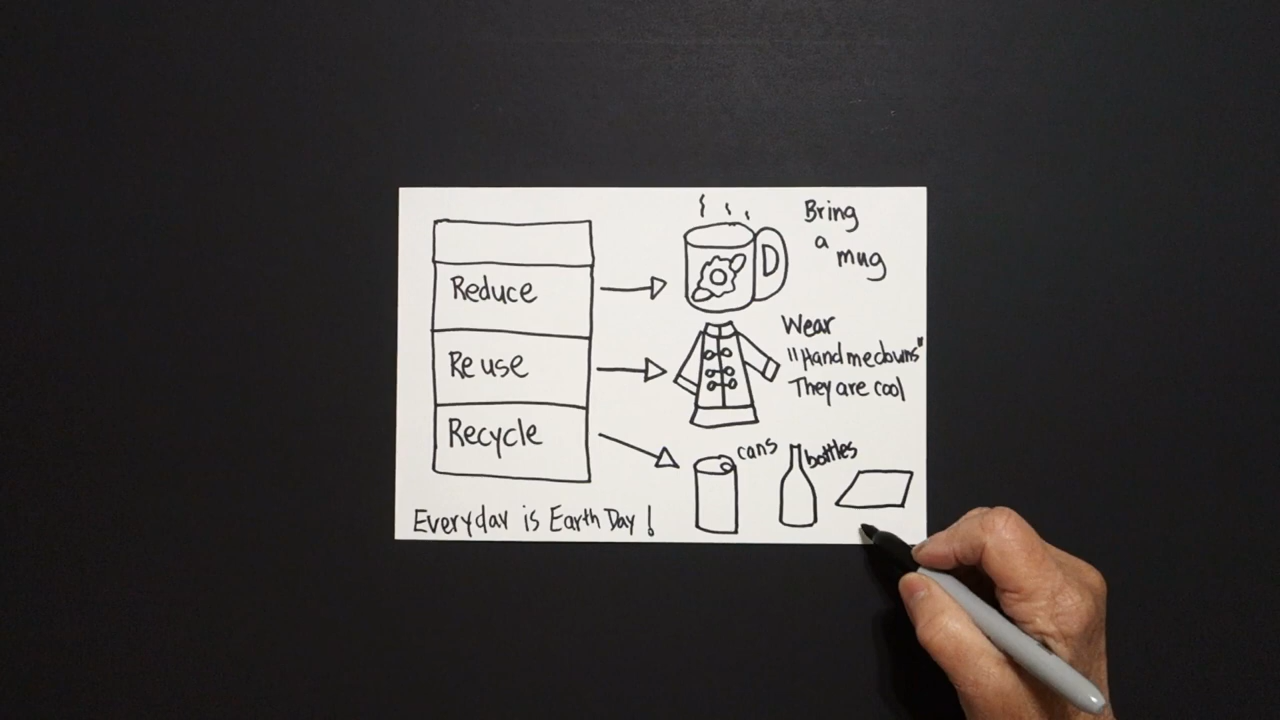 Bring
a
mug
Reduce
Wear
"Handmedowns"
They are cool
Reuse
Recycle
cans
bottles
Everyday is Earth Day!